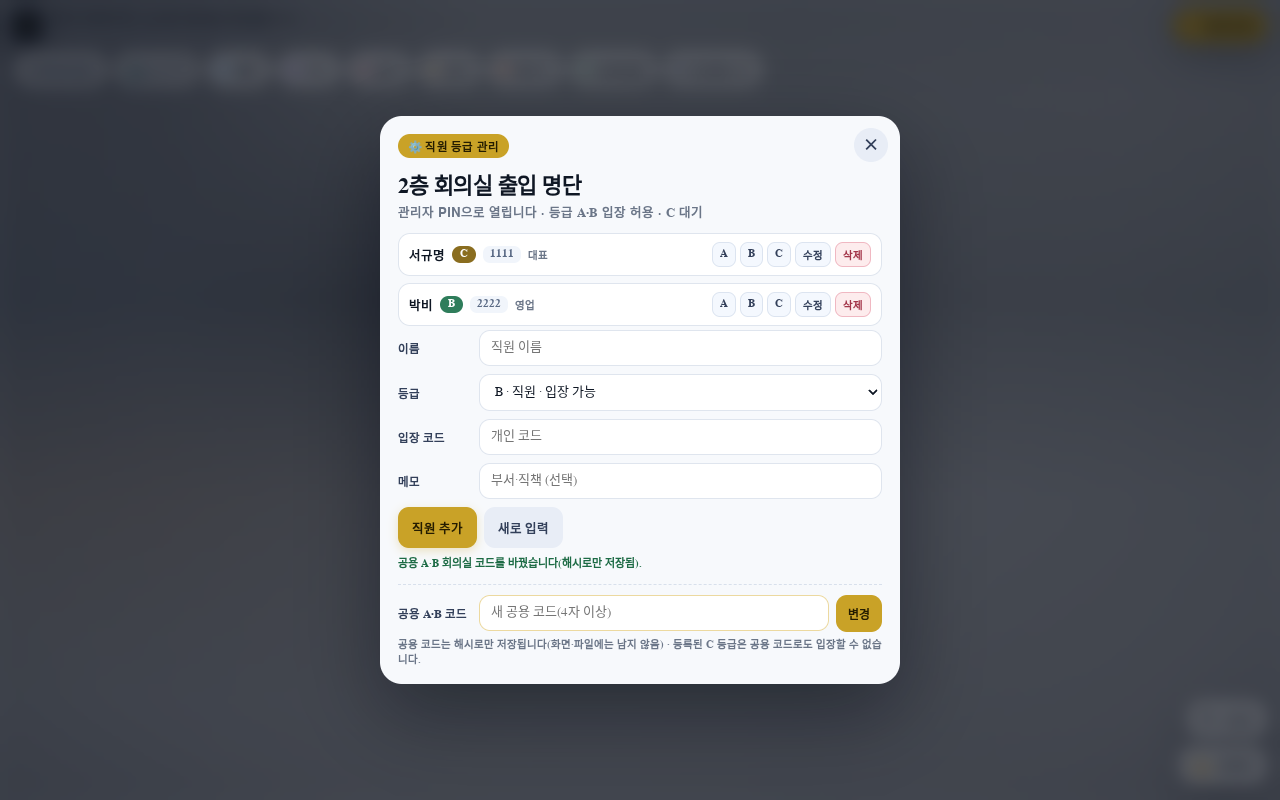 ⚙️ 직원 등급 관리
✕
2층 회의실 출입 명단
관리자 PIN으로 열립니다 · 등급 A·B 입장 허용 · C 대기
서규명 C 1111 대표 A B C 수정 삭제
박비 B 2222 영업 A B C 수정 삭제
이름 직원 이름
등급 B · 직원 · 입장 가능
입장 코드 개인 코드
메모 부서·직책 (선택)
직원 추가 새로 입력
공용 A·B 회의실 코드를 바꿨습니다(해시로만 저장됨).
공용 A·B 코드 새 공용 코드(4자 이상) 변경
공용 코드는 해시로만 저장됩니다(화면·파일에는 남지 않음) · 등록된 C 등급은 공용 코드로도 입장할 수 없습
니다.